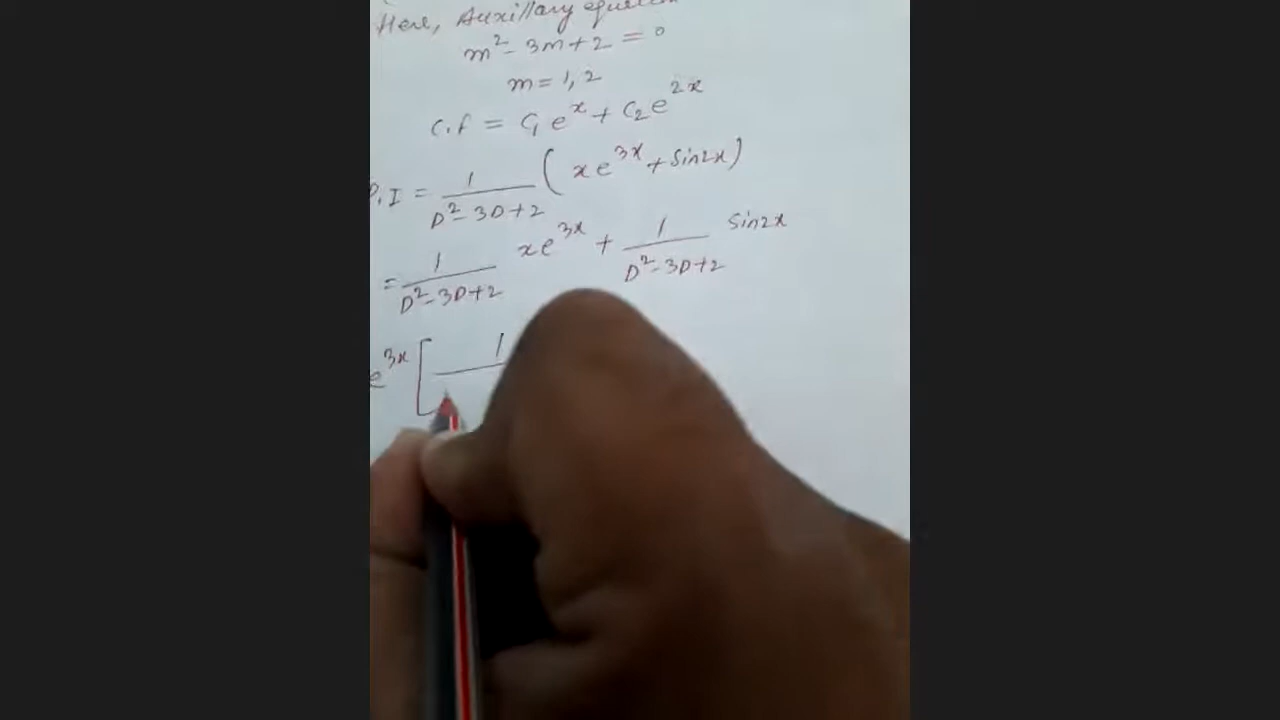 Here, Auxillary equation
m² - 3m + 2 = 0
m = 1, 2
C.f = C₁eˣ + C₂e²ˣ
P.I = 1/(D² - 3D + 2) (xe³ˣ + Sin2x)
= 1/(D² - 3D + 2) xe³ˣ + 1/(D² - 3D + 2) Sin2x
e³ˣ [ 1